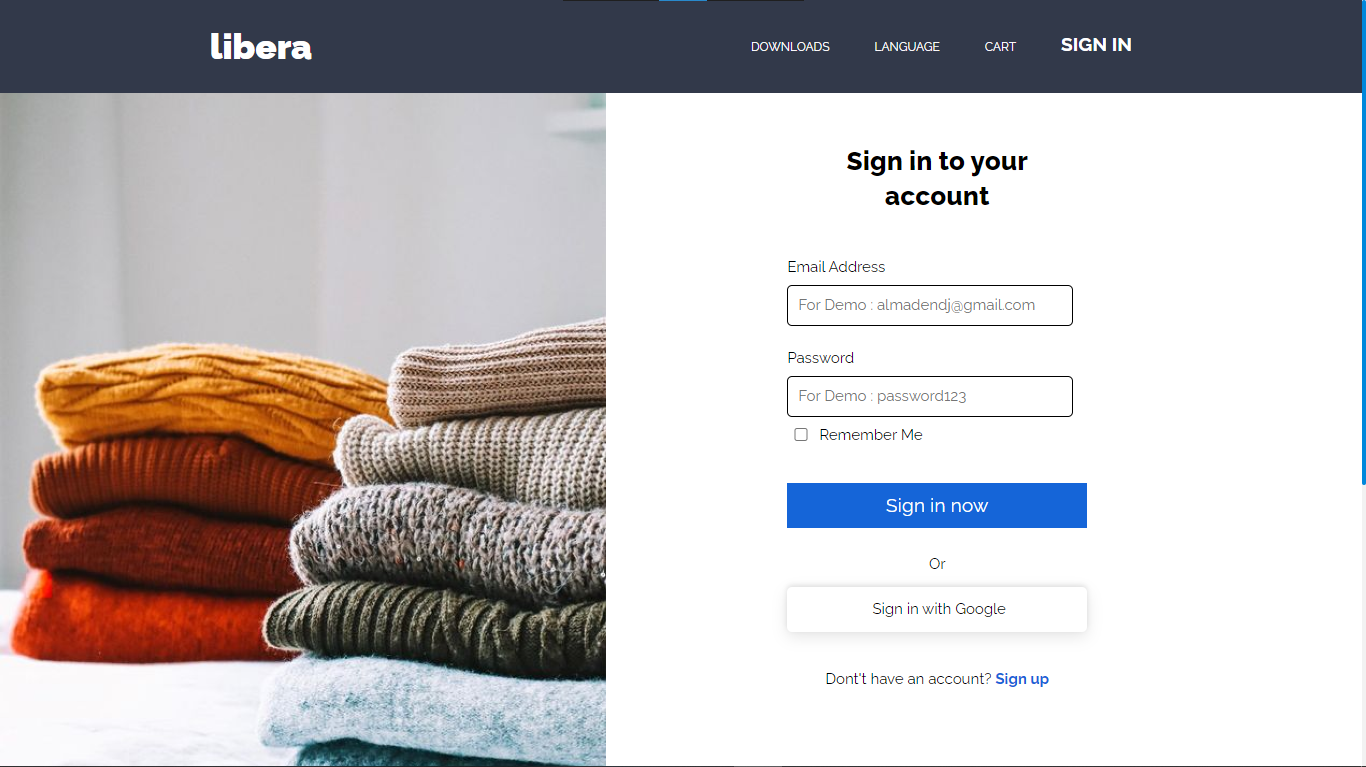 libera
DOWNLOADS LANGUAGE CART SIGN IN
Sign in to your
account
Email Address
For Demo : almadendj@gmail.com
Password
For Demo : password123
Remember Me
Sign in now
Or
Sign in with Google
Dont't have an account? Sign up